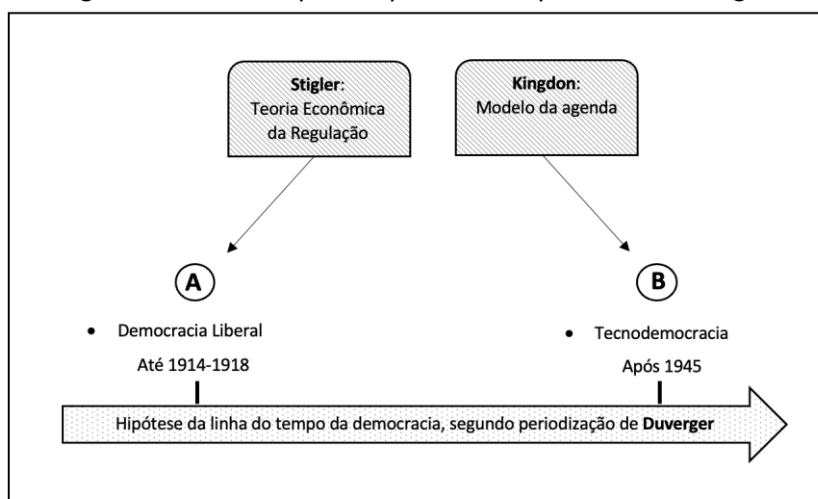 Stigler:
Teoria Econômica
da Regulação
Kingdon:
Modelo da agenda
A
B
• Democracia Liberal
Até 1914-1918
• Tecnodemocracia
Após 1945
Hipótese da linha do tempo da democracia, segundo periodização de Duverger